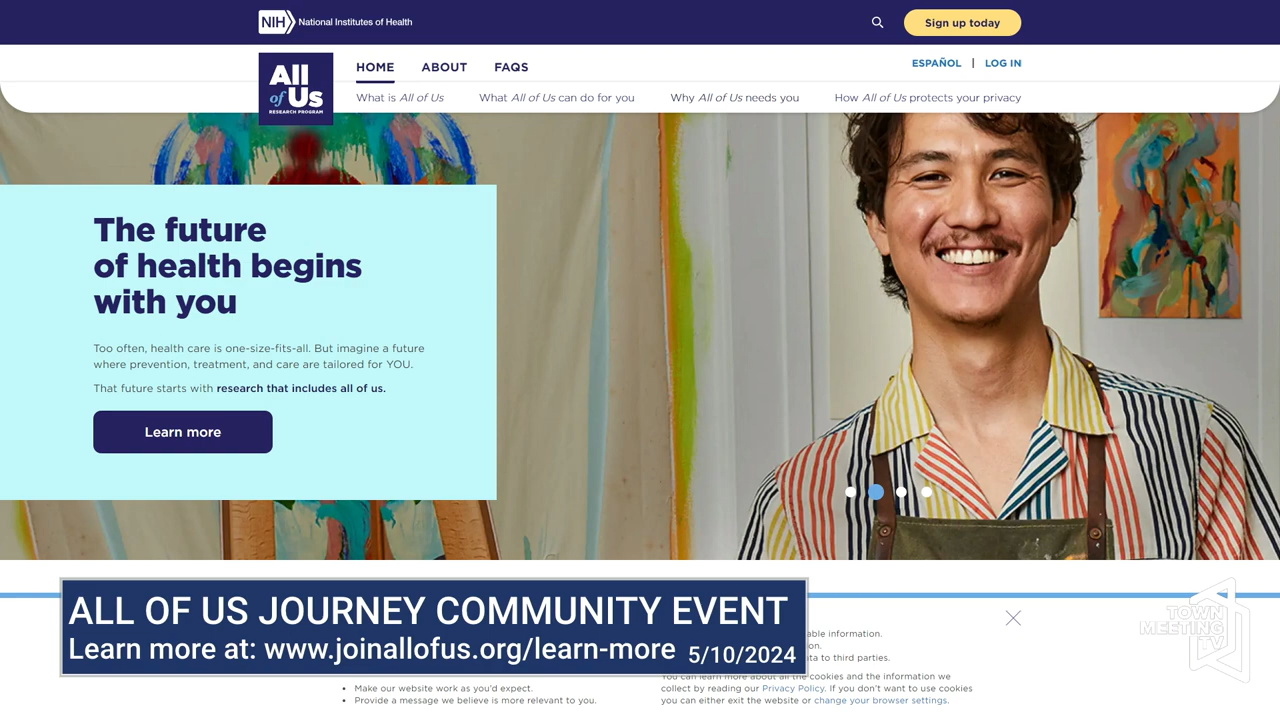 NIH National Institutes of Health
Sign up today
All
of Us
RESEARCH PROGRAM
HOME ABOUT FAQS
ESPAÑOL | LOG IN
What is All of Us What All of Us can do for you Why All of Us needs you How All of Us protects your privacy
The future
of health begins
with you
Too often, health care is one-size-fits-all. But imagine a future
where prevention, treatment, and care are tailored for YOU.
That future starts with research that includes all of us.
Learn more
ALL OF US JOURNEY COMMUNITY EVENT
Learn more at: www.joinallofus.org/learn-more 5/10/2024
information.
to third parties.
You can learn more about all the cookies and the information we
collect by reading our Privacy Policy. If you don't want to use cookies
you can either exit the website or change your browser settings.
• Make our website work as you'd expect.
• Provide a message we believe is more relevant to you.
TOWN
MEETING
TV